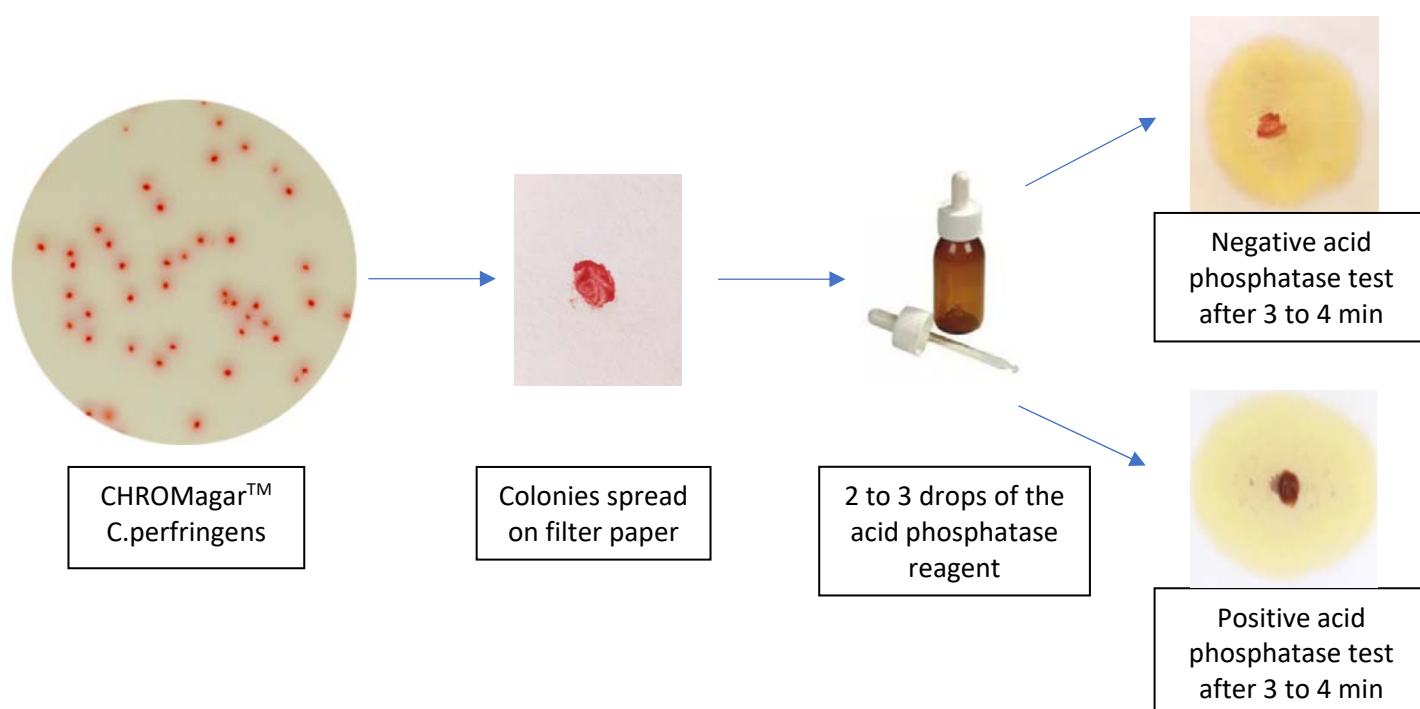 CHROMagar™
C.perfringens
Colonies spread
on filter paper
2 to 3 drops of the
acid phosphatase
reagent
Negative acid
phosphatase test
after 3 to 4 min
Positive acid
phosphatase test
after 3 to 4 min